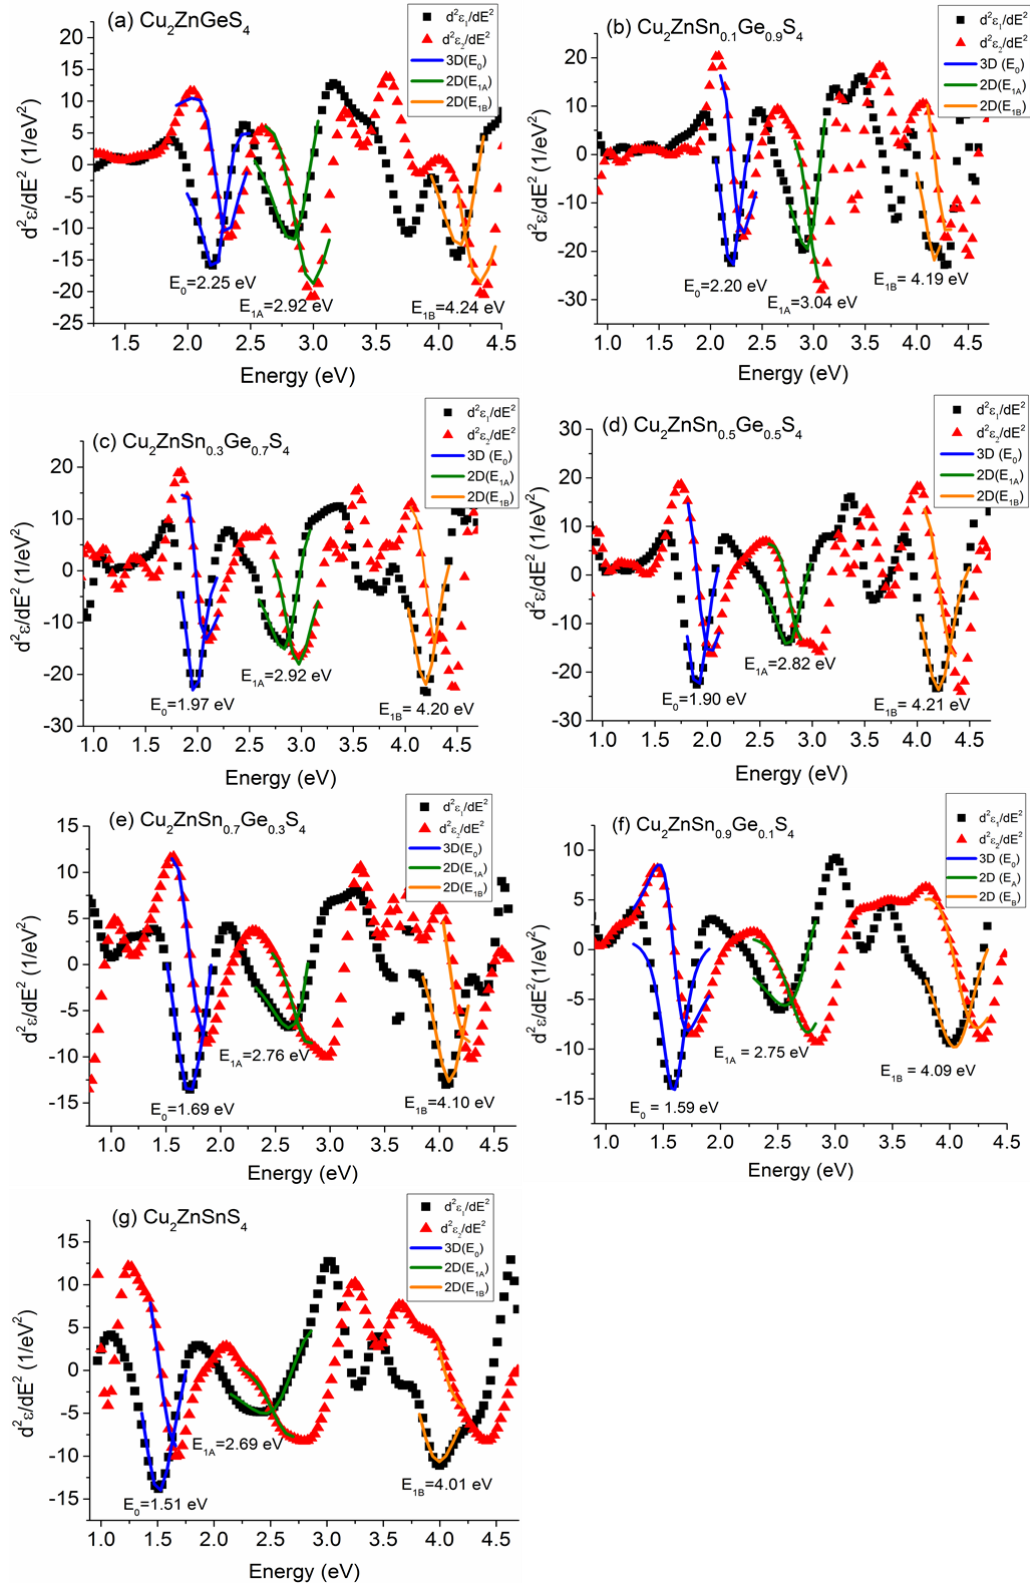 (a) Cu₂ZnGeS₄
d²ε₁/dE²
d²ε₂/dE²
3D(E₀)
2D(E₁A)
2D(E₁B)
20
15
10
5
0
-5
-10
-15
-20
-25
d²ε/dE² (1/eV²)
E₀=2.25 eV
E₁A=2.92 eV
E₁B=4.24 eV
1.5 2.0 2.5 3.0 3.5 4.0 4.5
Energy (eV)
(b) Cu₂ZnSn₀.₁Ge₀.₉S₄
d²ε₁/dE²
d²ε₂/dE²
3D(E₀)
2D(E₁A)
2D(E₁B)
20
10
0
-10
-20
-30
d²ε/dE² (1/eV²)
E₀=2.20 eV
E₁A=3.04 eV
E₁B= 4.19 eV
1.0 1.5 2.0 2.5 3.0 3.5 4.0 4.5
Energy (eV)
(c) Cu₂ZnSn₀.₃Ge₀.₇S₄
d²ε₁/dE²
d²ε₂/dE²
3D (E₀)
2D(E₁A)
2D(E₁B)
20
10
0
-10
-20
-30
d²ε/dE² (1/eV²)
E₀=1.97 eV
E₁A=2.92 eV
E₁B= 4.20 eV
1.0 1.5 2.0 2.5 3.0 3.5 4.0 4.5
Energy (eV)
(d) Cu₂ZnSn₀.₅Ge₀.₅S₄
d²ε₁/dE²
d²ε₂/dE²
3D (E₀)
2D(E₁A)
2D(E₁B)
30
20
10
0
-10
-20
-30
d²ε/dE² (1/eV²)
E₀=1.90 eV
E₁A=2.82 eV
E₁B= 4.21 eV
1.0 1.5 2.0 2.5 3.0 3.5 4.0 4.5
Energy (eV)
(e) Cu₂ZnSn₀.₇Ge₀.₃S₄
d²ε₁/dE²
d²ε₂/dE²
3D(E₀)
2D(E₁A)
2D(E₁B)
15
10
5
0
-5
-10
-15
d²ε/dE² (1/eV²)
E₀=1.69 eV
E₁A=2.76 eV
E₁B=4.10 eV
1.0 1.5 2.0 2.5 3.0 3.5 4.0 4.5
Energy (eV)
(f) Cu₂ZnSn₀.₉Ge₀.₁S₄
d²ε₁/dE²
d²ε₂/dE²
3D (E₀)
2D (EA)
2D (EB)
10
5
0
-5
-10
-15
d²ε/dE² (1/eV²)
E₀ = 1.59 eV
E₁A = 2.75 eV
E₁B = 4.09 eV
1.0 1.5 2.0 2.5 3.0 3.5 4.0 4.5
Energy (eV)
(g) Cu₂ZnSnS₄
d²ε₁/dE²
d²ε₂/dE²
3D(E₀)
2D(E₁A)
2D(E₁B)
15
10
5
0
-5
-10
-15
d²ε/dE² (1/eV²)
E₀=1.51 eV
E₁A=2.69 eV
E₁B=4.01 eV
1.0 1.5 2.0 2.5 3.0 3.5 4.0 4.5
Energy (eV)